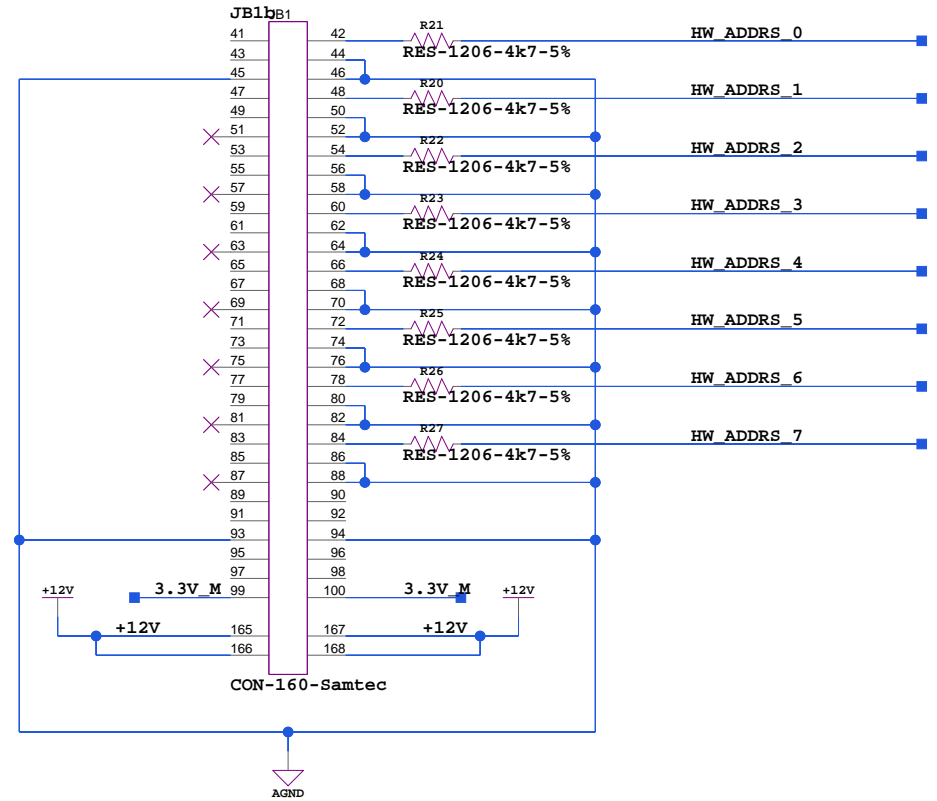 JB1b JB1
41 42 R21 HW_ADDRS_0
RES-1206-4k7-5%
43 44
45 46
47 48 R20 HW_ADDRS_1
RES-1206-4k7-5%
49 50
51 52
53 54 R22 HW_ADDRS_2
RES-1206-4k7-5%
55 56
57 58
59 60 R23 HW_ADDRS_3
RES-1206-4k7-5%
61 62
63 64
65 66 R24 HW_ADDRS_4
RES-1206-4k7-5%
67 68
69 70
71 72 R25 HW_ADDRS_5
RES-1206-4k7-5%
73 74
75 76
77 78 R26 HW_ADDRS_6
RES-1206-4k7-5%
79 80
81 82
83 84 R27 HW_ADDRS_7
RES-1206-4k7-5%
85 86
87 88
89 90
91 92
93 94
95 96
97 98
+12V 3.3V_M 99 100 3.3V_M +12V
+12V 165 167 +12V
166 168
CON-160-Samtec
AGND